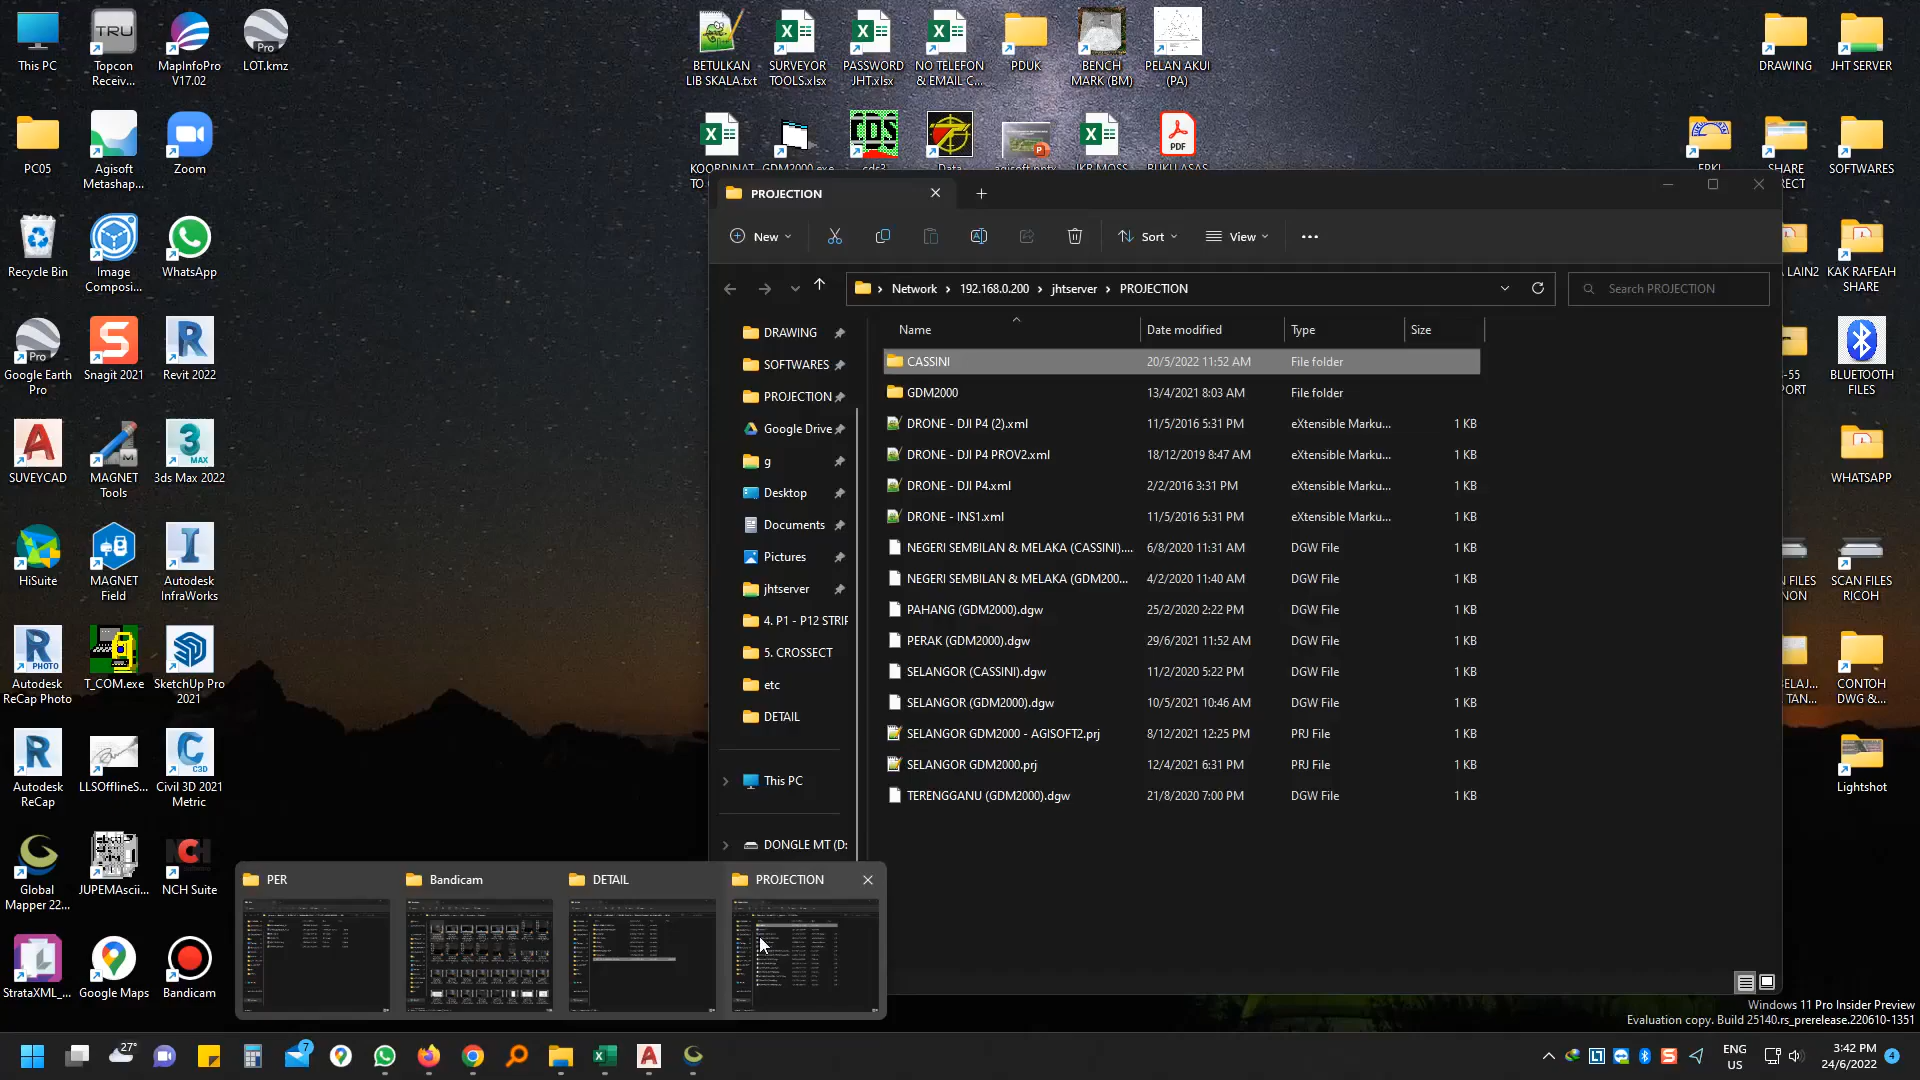 This PC
TRU
Topcon
Receiv...
MapInfoPro
V17.02
Pro
LOT.kmz
BETULKAN
LIB SKALA.txt
SURVEYOR
TOOLS.xlsx
PASSWORD
JHT.xlsx
NO TELEFON
& EMAIL C...
PDUK
BENCH
MARK (BM)
PELAN AKUI
(PA)
DRAWING
JHT SERVER
PC05
Agisoft
Metashap...
Zoom
KOORDINAT
GDM2000.exe
PDF
SHARE
SOFTWARES
Recycle Bin
Image
Composi...
WhatsApp
KAK RAFEAH
SHARE
Pro
Google Earth
Pro
Snagit 2021
Revit 2022
BLUETOOTH
FILES
SUVEYCAD
MAGNET
Tools
3ds Max 2022
WHATSAPP
HiSuite
MAGNET
Field
Autodesk
InfraWorks
SCAN FILES
RICOH
PHOTO
Autodesk
ReCap Photo
T_COM.exe
SketchUp Pro
2021
CONTOH
DWG &...
Autodesk
ReCap
LLSOfflineS...
C3D
Civil 3D 2021
Metric
Lightshot
Global
Mapper 22...
JUPEMAscii...
NCH
NCH Suite
StrataXML_...
Google Maps
Bandicam
PROJECTION
New
Sort
View
Network
192.168.0.200
jhtserver
PROJECTION
Search PROJECTION
DRAWING
SOFTWARES
PROJECTION
Google Drive
g
Desktop
Documents
Pictures
jhtserver
4. P1 - P12 STRIP
5. CROSSECT
etc
DETAIL
This PC
DONGLE MT (D:
Name Date modified Type Size
CASSINI 20/5/2022 11:52 AM File folder
GDM2000 13/4/2021 8:03 AM File folder
DRONE - DJI P4 (2).xml 11/5/2016 5:31 PM eXtensible Marku... 1 KB
DRONE - DJI P4 PROV2.xml 18/12/2019 8:47 AM eXtensible Marku... 1 KB
DRONE - DJI P4.xml 2/2/2016 3:31 PM eXtensible Marku... 1 KB
DRONE - INS1.xml 11/5/2016 5:31 PM eXtensible Marku... 1 KB
NEGERI SEMBILAN & MELAKA (CASSINI).... 6/8/2020 11:31 AM DGW File 1 KB
NEGERI SEMBILAN & MELAKA (GDM200... 4/2/2020 11:40 AM DGW File 1 KB
PAHANG (GDM2000).dgw 25/2/2020 2:22 PM DGW File 1 KB
PERAK (GDM2000).dgw 29/6/2021 11:52 AM DGW File 1 KB
SELANGOR (CASSINI).dgw 11/2/2020 5:22 PM DGW File 1 KB
SELANGOR (GDM2000).dgw 10/5/2021 10:46 AM DGW File 1 KB
SELANGOR GDM2000 - AGISOFT2.prj 8/12/2021 12:25 PM PRJ File 1 KB
SELANGOR GDM2000.prj 12/4/2021 6:31 PM PRJ File 1 KB
TERENGGANU (GDM2000).dgw 21/8/2020 7:00 PM DGW File 1 KB
PER
Bandicam
DETAIL
PROJECTION
Windows 11 Pro Insider Preview
Evaluation copy. Build 25140.rs_prerelease.220610-1351
27°
7
ENG
US
3:42 PM
24/6/2022
4